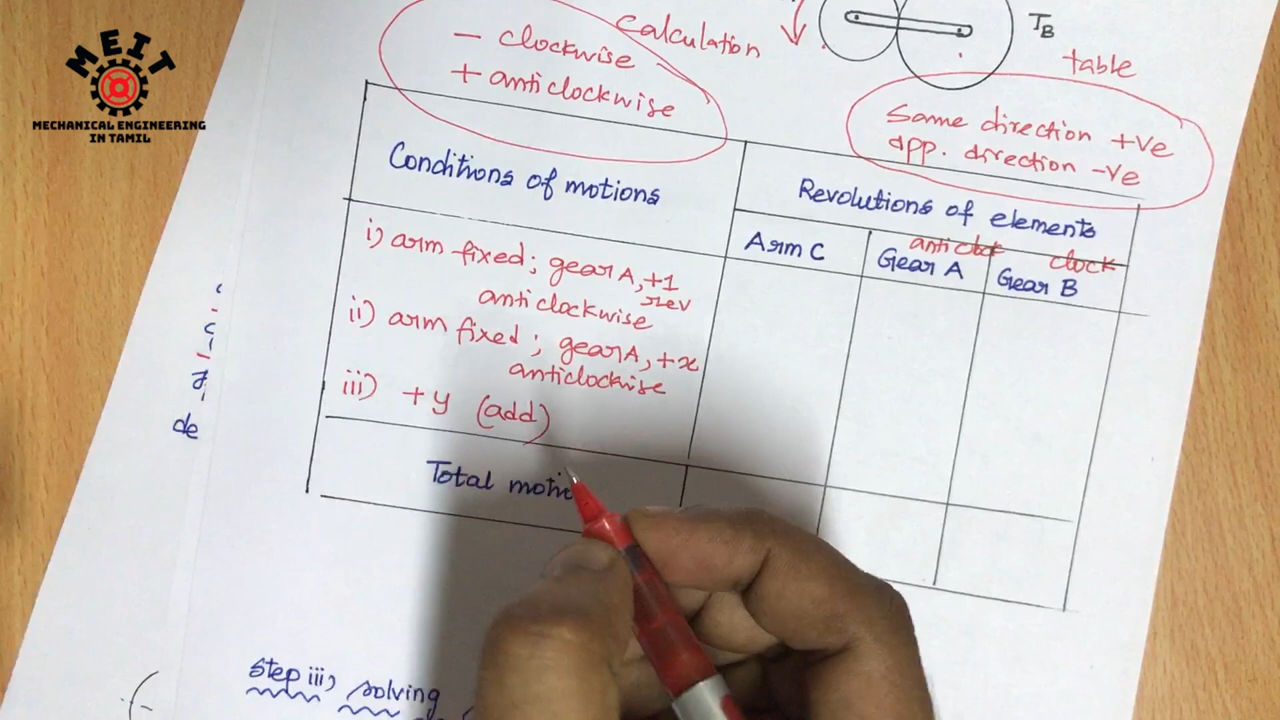 MEIT
MECHANICAL ENGINEERING
IN TAMIL
calculation
TB
table
- clockwise
+ anticlockwise
Same direction +ve
opp. direction -ve
Conditions of motions
Revolutions of elements
Arm C
anticlock
Gear A
clock
Gear B
i) arm fixed; gear A, +1
rev
anticlockwise
ii) arm fixed; gear A, +x
anticlockwise
iii) +y (add)
Total
de
Step iii) solving